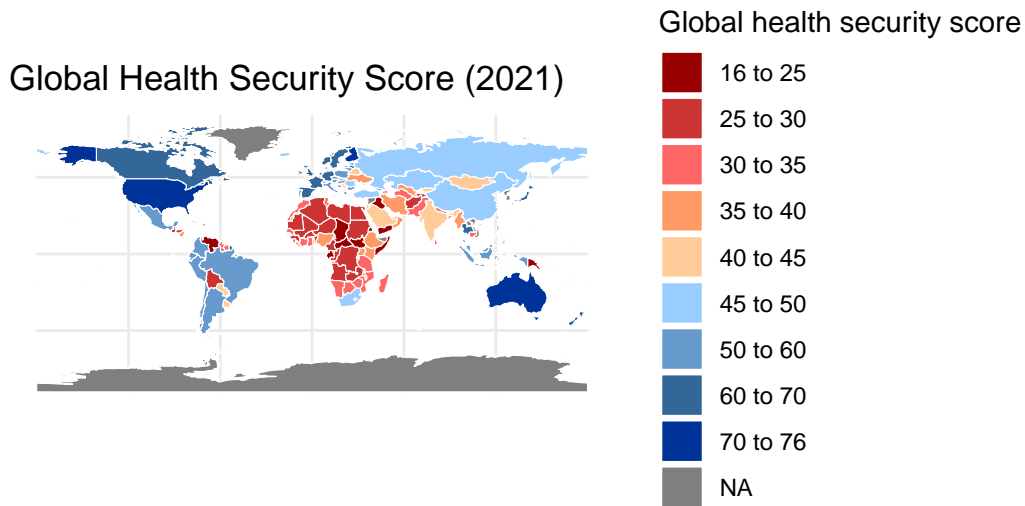 Global Health Security Score (2021)
Global health security score
16 to 25
25 to 30
30 to 35
35 to 40
40 to 45
45 to 50
50 to 60
60 to 70
70 to 76
NA